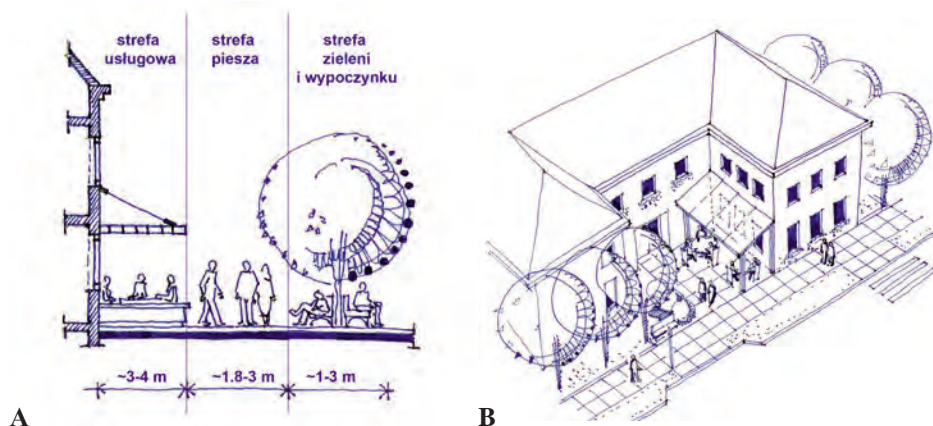 strefa
usługowa
strefa
piesza
strefa
zieleni
i wypoczynku
~3-4 m
~1.8-3 m
~1-3 m
A
B